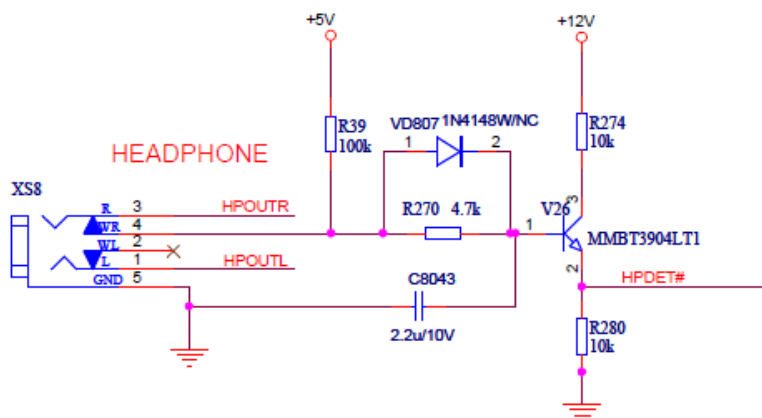 +5V
+12V
R39
100k
VD807
1N4148W/NC
1
2
R274
10k
HEADPHONE
XS8
R
3
HPOUTR
WR
4
WL
2
L
1
HPOUTL
GND
5
R270 4.7k
1
V26
3
MMBT3904LT1
2
HPDET#
C8043
2.2u/10V
R280
10k